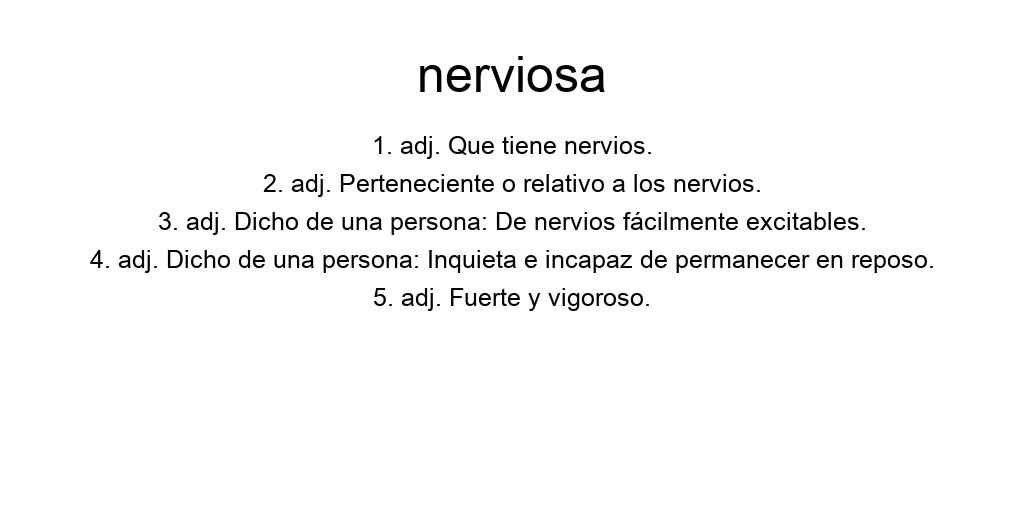 nerviosa
1. adj. Que tiene nervios.
2. adj. Perteneciente o relativo a los nervios.
3. adj. Dicho de una persona: De nervios fácilmente excitables.
4. adj. Dicho de una persona: Inquieta e incapaz de permanecer en reposo.
5. adj. Fuerte y vigoroso.